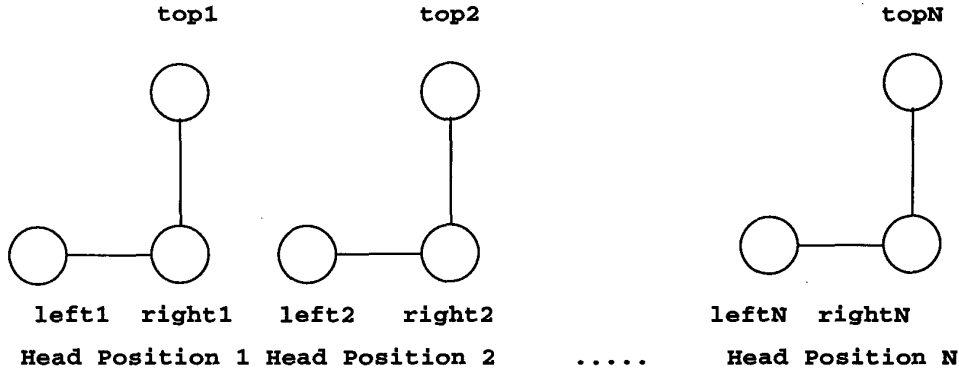 top1 top2 topN
left1 right1 left2 right2 leftN rightN
Head Position 1 Head Position 2 ..... Head Position N